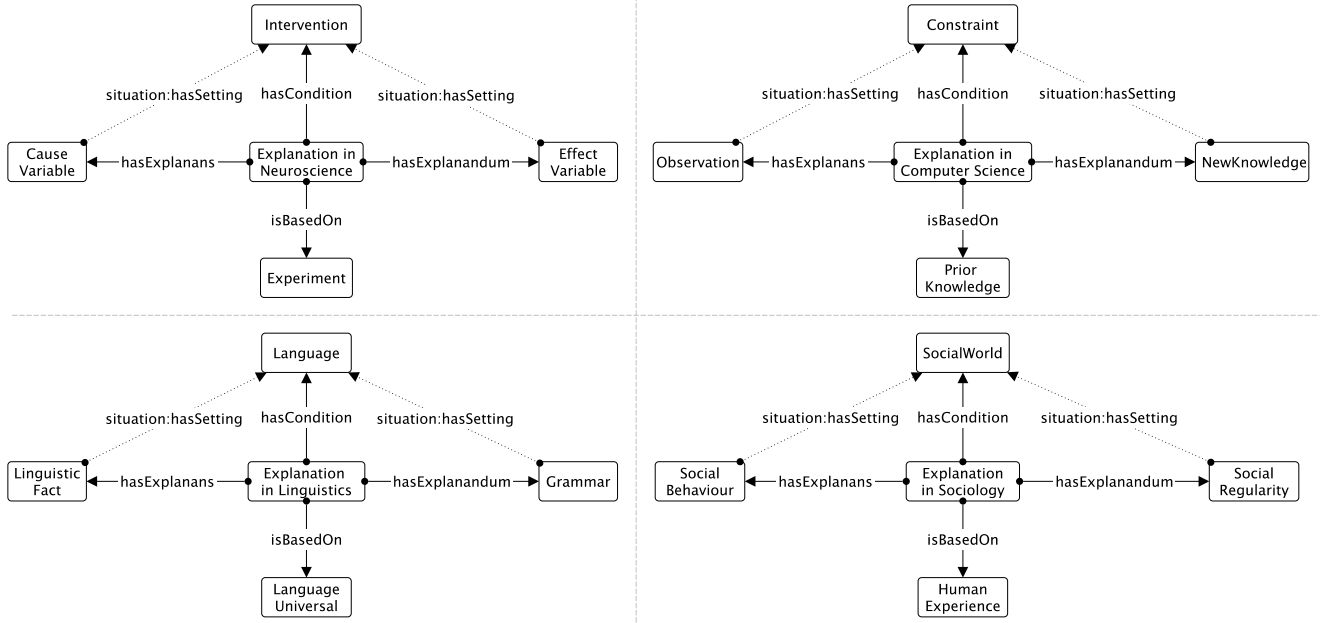 Intervention
situation:hasSetting
hasCondition
situation:hasSetting
Cause
Variable
hasExplanans
Explanation in
Neuroscience
hasExplanandum
Effect
Variable
isBasedOn
Experiment
Constraint
situation:hasSetting
hasCondition
situation:hasSetting
Observation
hasExplanans
Explanation in
Computer Science
hasExplanandum
NewKnowledge
isBasedOn
Prior
Knowledge
Language
situation:hasSetting
hasCondition
situation:hasSetting
Linguistic
Fact
hasExplanans
Explanation
in Linguistics
hasExplanandum
Grammar
isBasedOn
Language
Universal
SocialWorld
situation:hasSetting
hasCondition
situation:hasSetting
Social
Behaviour
hasExplanans
Explanation
in Sociology
hasExplanandum
Social
Regularity
isBasedOn
Human
Experience